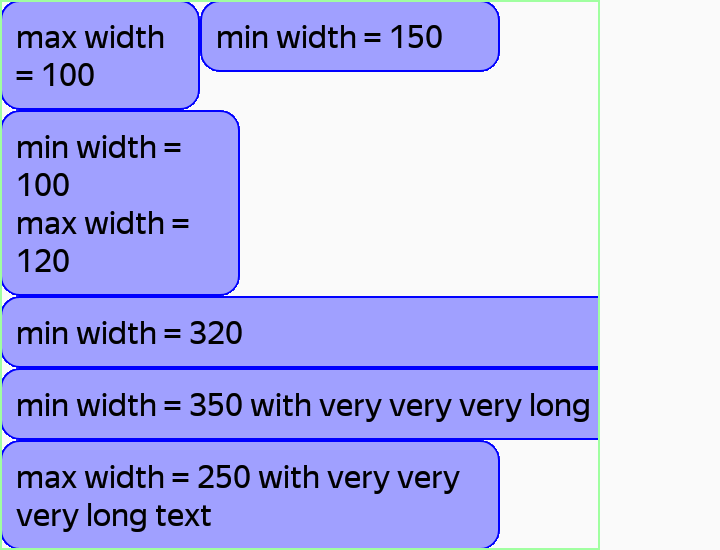 max width
= 100
min width = 150
min width =
100
max width =
120
min width = 320
min width = 350 with very very very long
max width = 250 with very very
very long text